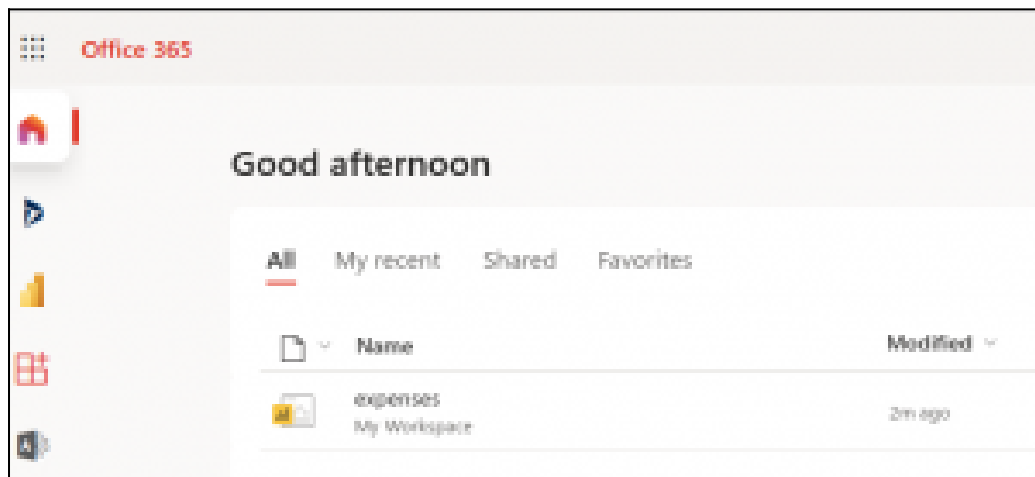 Office 365
Good afternoon
All My recent Shared Favorites
Name Modified
expenses
My Workspace
2m ago